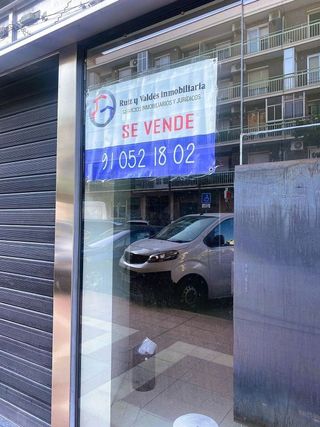 Ruiz y Valdés inmobiliaria
SERVICIOS INMOBILIARIOS Y JURÍDICOS
SE VENDE
91 052 18 02